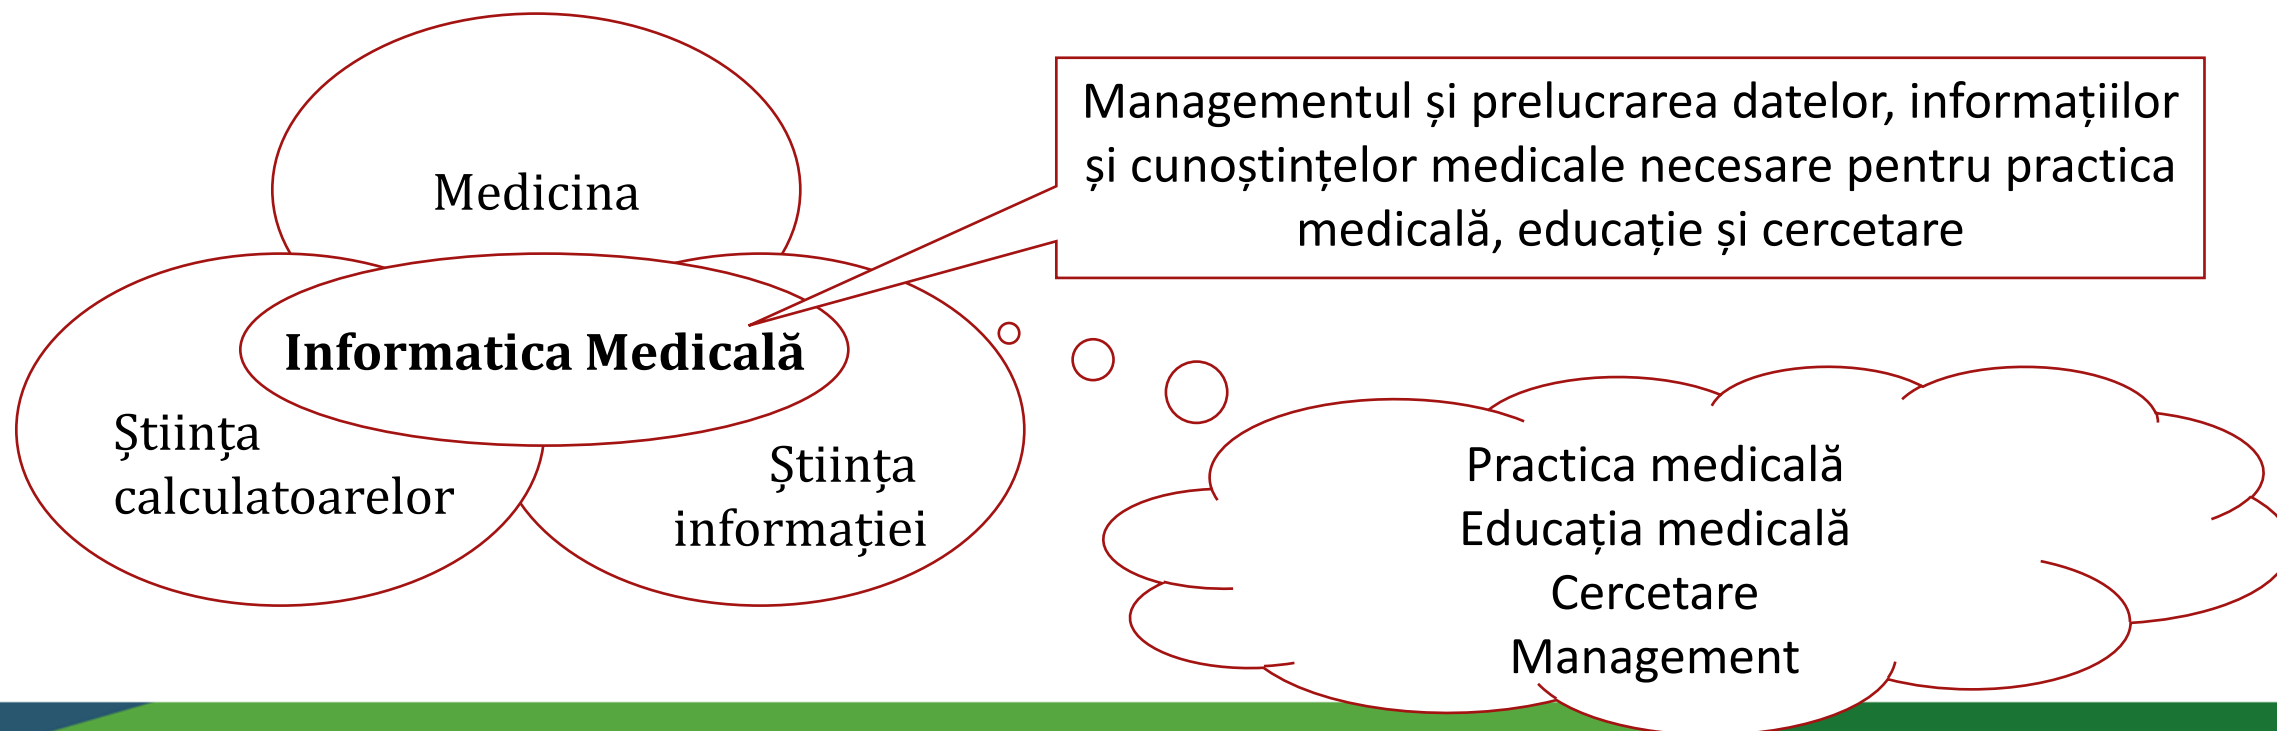 Medicina
Informatica Medicală
Știința
calculatoarelor
Știința
informației
Managementul și prelucrarea datelor, informațiilor
și cunoștințelor medicale necesare pentru practica
medicală, educație și cercetare
Practica medicală
Educația medicală
Cercetare
Management